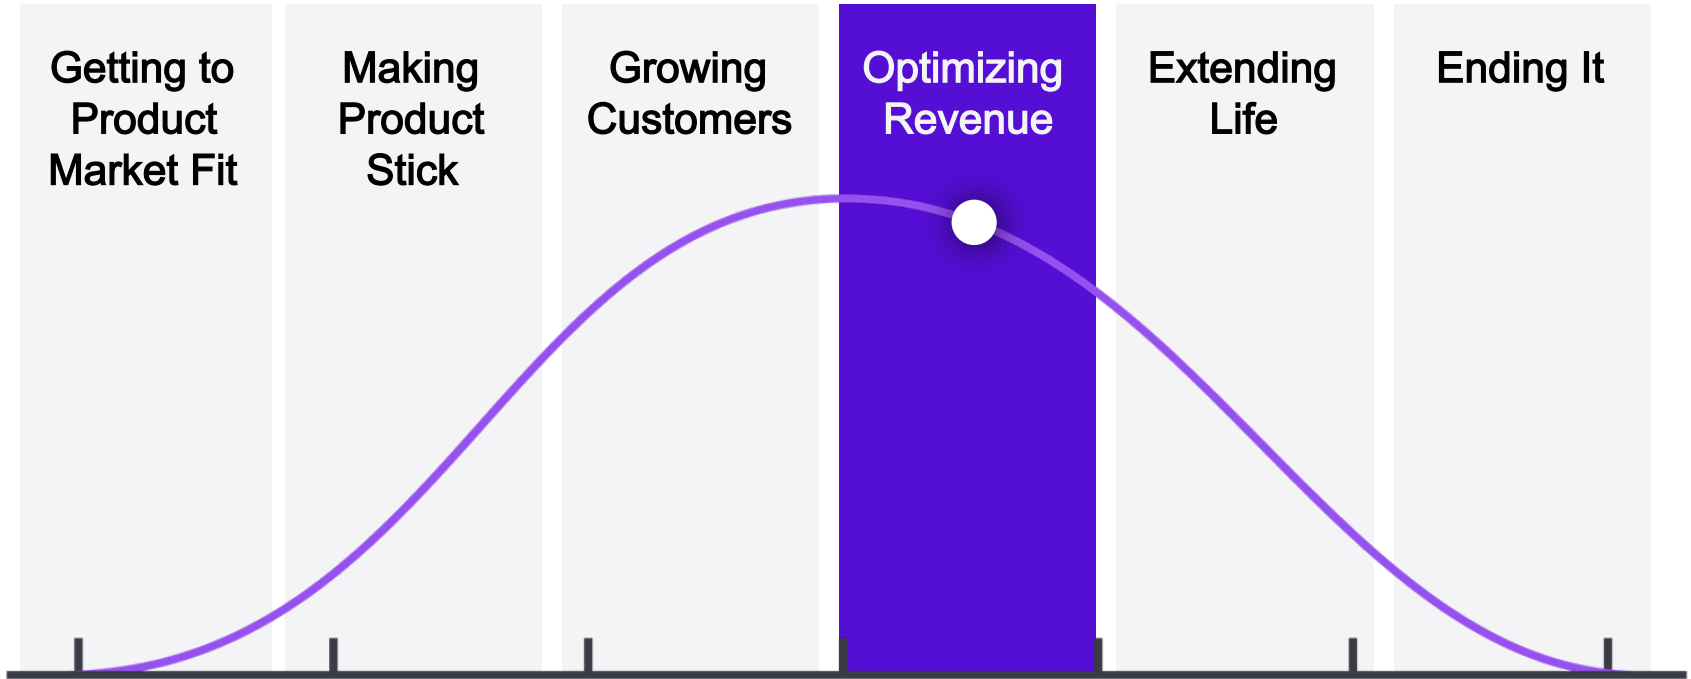 Getting to
Product
Market Fit
Making
Product
Stick
Growing
Customers
Optimizing
Revenue
Extending
Life
Ending It